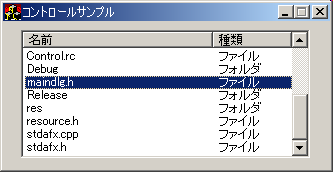 コントロールサンプル
名前 種類
Control.rc ファイル
Debug フォルダ
maindlg.h ファイル
Release フォルダ
res フォルダ
resource.h ファイル
stdafx.cpp ファイル
stdafx.h ファイル